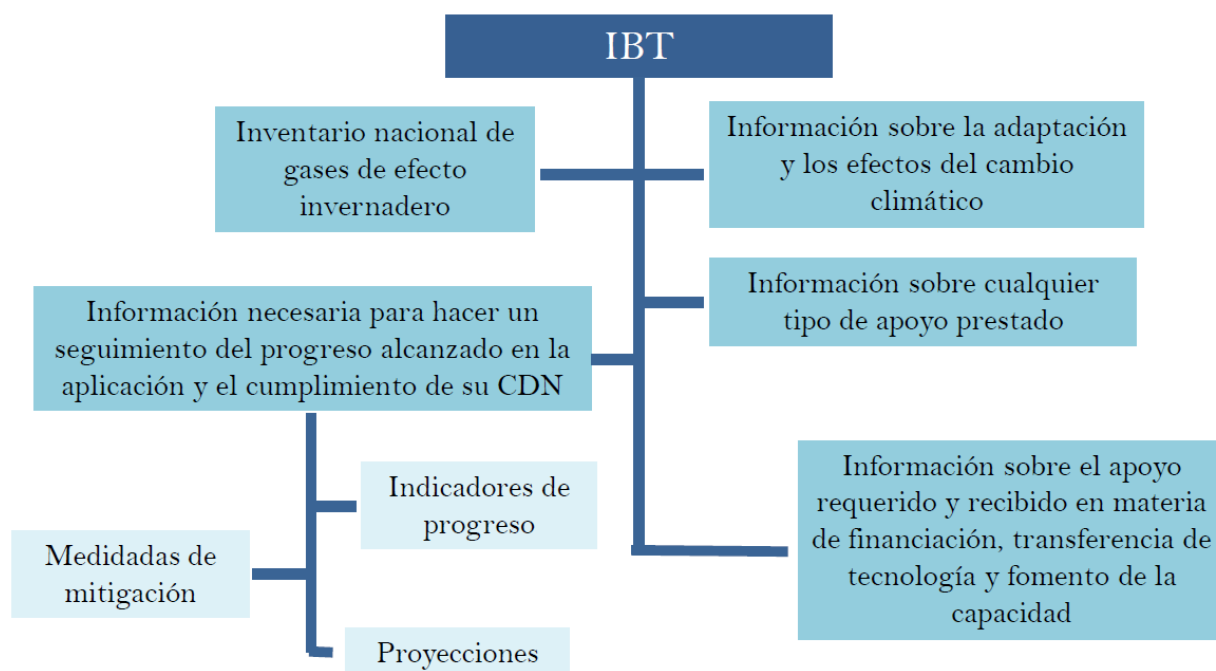 IBT
Inventario nacional de
gases de efecto
invernadero
Información sobre la adaptación
y los efectos del cambio
climático
Información necesaria para hacer un
seguimiento del progreso alcanzado en la
aplicación y el cumplimiento de su CDN
Información sobre cualquier
tipo de apoyo prestado
Indicadores de
progreso
Medidadas de
mitigación
Proyecciones
Información sobre el apoyo
requerido y recibido en materia
de financiación, transferencia de
tecnología y fomento de la
capacidad